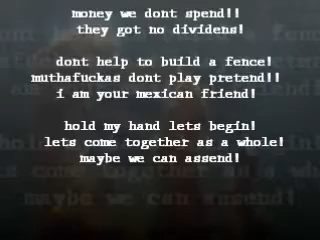 money we dont spend!!
they got no dividens!
dont help to build a fence!
muthafuckas dont play pretend!!
i am your mexican friend!
hold my hand lets begin!
lets come together as a whole!
maybe we can assend!